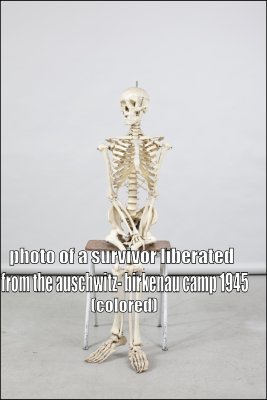 photo of a survivor liberated
from the auschwitz- birkenau camp 1945
(colored)